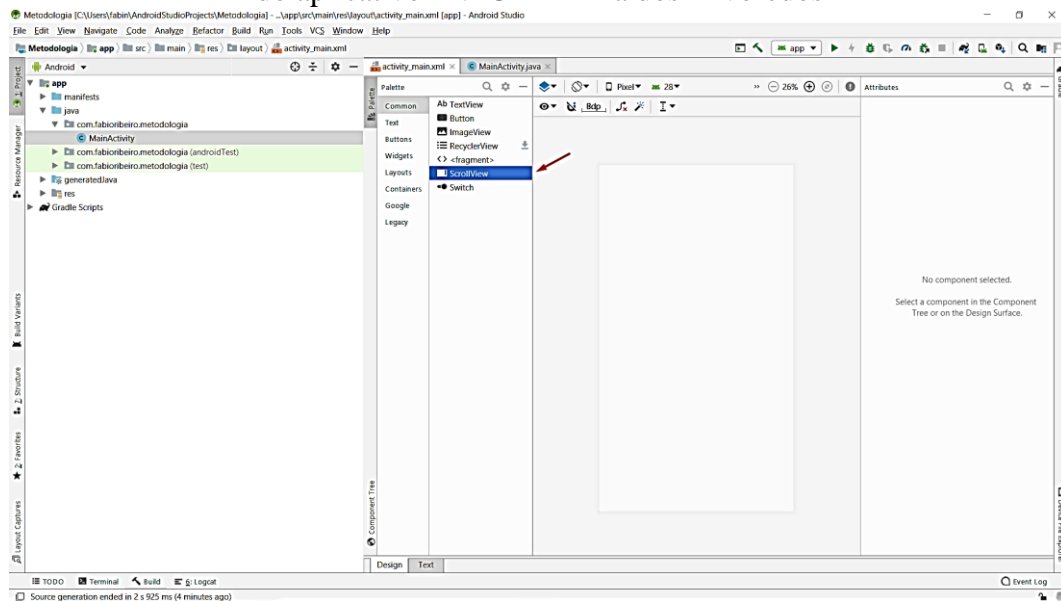 Metodologia [C:\Users\fabin\AndroidStudioProjects\Metodologia] - ...\app\src\main\res\layout\activity_main.xml [app] - Android Studio
File Edit View Navigate Code Analyze Refactor Build Run Tools VCS Window Help
Metodologia app src main res layout activity_main.xml
app
Android
activity_main.xml
MainActivity.java
1: Project
Resource Manager
Build Variants
7: Structure
2: Favorites
Layout Captures
app
manifests
java
com.fabioribeiro.metodologia
MainActivity
com.fabioribeiro.metodologia (androidTest)
com.fabioribeiro.metodologia (test)
generatedJava
res
Gradle Scripts
Palette
Palette
Common
Text
Buttons
Widgets
Layouts
Containers
Google
Legacy
Ab TextView
Button
ImageView
RecyclerView
<fragment>
ScrollView
Switch
Component Tree
Pixel 28
26%
8dp
Attributes
No component selected.
Select a component in the Component
Tree or on the Design Surface.
Design Text
TODO Terminal Build 6: Logcat
Event Log
Source generation ended in 2 s 925 ms (4 minutes ago)